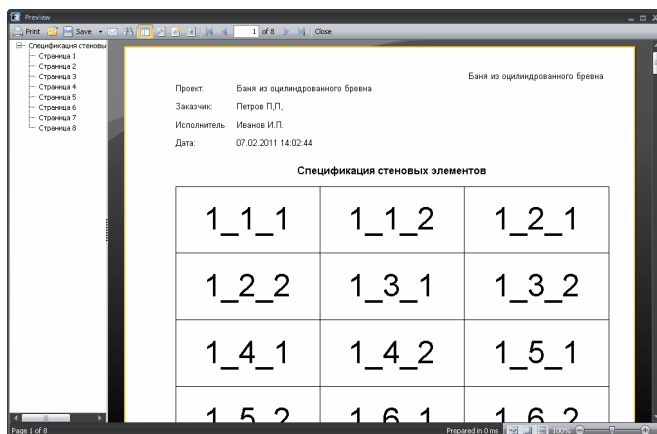 Preview
Print Save 1 of 8 Close
Спецификация стеновы
Страница 1
Страница 2
Страница 3
Страница 4
Страница 5
Страница 6
Страница 7
Страница 8
Баня из оцилиндрованного бревна
Проект: Баня из оцилиндрованного бревна
Заказчик: Петров П,П,
Исполнитель Иванов И.П.
Дата: 07.02.2011 14:02:44
Спецификация стеновых элементов
1_1_1 1_1_2 1_2_1
1_2_2 1_3_1 1_3_2
1_4_1 1_4_2 1_5_1
1_5_2 1_6_1 1_6_2
Page 1 of 8 Prepared in 0 ms 100%